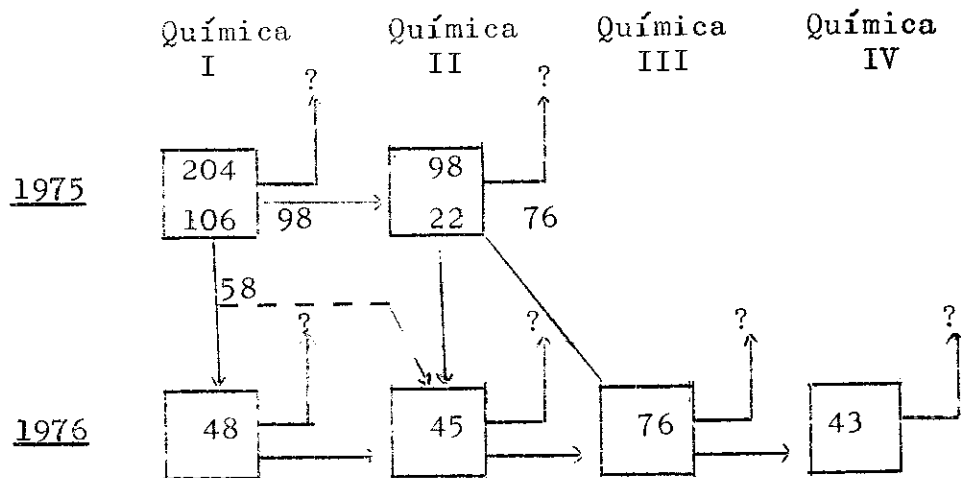 Química Química Química Química
I II III IV
? ?
204 98
1975
106 98 22 76
58
? ? ? ?
1976 48 45 76 43